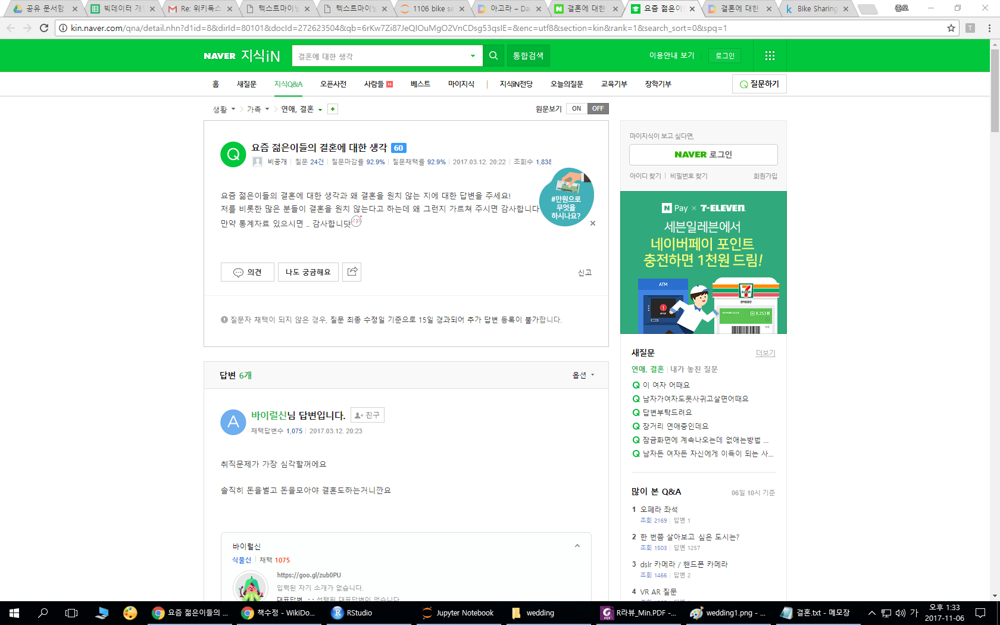 공유 문서함
빅데이터 개
Re: 위키독스
텍스트마이닝
텍스트마이닝
1106 bike se
아고라 – Da
결혼에 대한
요즘 젊은이들
결혼에 대한
Bike Sharing
종오
kin.naver.com/qna/detail.nhn?d1id=8&dirId=80101&docId=272623504&qb=6rKw7Zi87JeQIOuMgO2VnCDsg53qsIE=&enc=utf8&section=kin&rank=1&search_sort=0&spq=1
NAVER 지식iN
결혼에 대한 생각
통합검색
이용안내 보기
로그인
홈 새질문 지식Q&A 오픈사전 사람들 N 베스트 마이지식 지식iN전당 오늘의질문 교육기부 장학기부
Q 질문하기
생활 가족 연애, 결혼
원문보기 ON OFF
Q 요즘 젊은이들의 결혼에 대한 생각 60
비공개 질문 24건 질문마감률 92.9% 질문채택률 92.9% 2017.03.12. 20:22 조회수 1,838
요즘 젊은이들의 결혼에 대한 생각과 왜 결혼을 원치 않는 지에 대한 답변을 주세요!
저를 비롯한 많은 분들이 결혼을 원치 않는다고 하는데 왜 그런지 가르쳐 주시면 감사합니다
만약 통계자료 있으시면 .. 감사합니닷
#만원으로
무엇을
하시나요?
의견
나도 궁금해요
신고
질문자 채택이 되지 않은 경우, 질문 최종 수정일 기준으로 15일 경과되어 추가 답변 등록이 불가합니다.
답변 6개
옵션
A 바이럴신님 답변입니다. 친구
채택답변수 1,075 2017.03.12. 20:23
취직문제가 가장 심각할꺼에요
솔직히 돈을벌고 돈을모아야 결혼도하는거니깐요
바이럴신
식물신 채택 1075
https://goo.gl/zub0PU
입력된 자기 소개가 없습니다.
대표답변 선택된 대표답변이 없습니다
마이지식이 보고 싶다면,
NAVER 로그인
아이디 찾기 비밀번호 찾기 회원가입
N Pay × 7-ELEVEN.
세븐일레븐에서
네이버페이 포인트
충전하면 1천원 드림!
ATM
ERROR
7 ELEVEN
네이버페이 포인트
8,253원
새질문
더보기
연애, 결혼 내가 놓친 질문
Q 이 여자 어때요
Q 남자가여자도못사귀고살면어때요
Q 답변부탁드려요
Q 장거리 연애중인데요
Q 잠금화면에 계속나오는데 없애는방법 ...
Q 남자든 여자든 자신에게 이득이 되는 사...
많이 본 Q&A
06일 10시 기준
1 오페라 좌석
조회 2169 답변 1
2 한 번쯤 살아보고 싶은 도시는?
조회 1503 답변 1257
3 dslr 카메라 / 핸드폰 카메라
조회 1466 답변 2
4 VR AR 질문
요즘 젊은이들의 ...
책수정 - WikiDo...
RStudio
Jupyter Notebook
wedding
R라뷰_Min.PDF -...
wedding1.png - ...
결혼.txt - 메모장
가
오후 1:33
2017-11-06